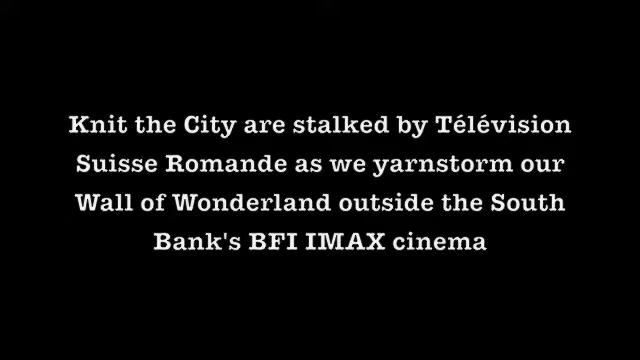 Knit the City are stalked by Télévision
Suisse Romande as we yarnstorm our
Wall of Wonderland outside the South
Bank's BFI IMAX cinema